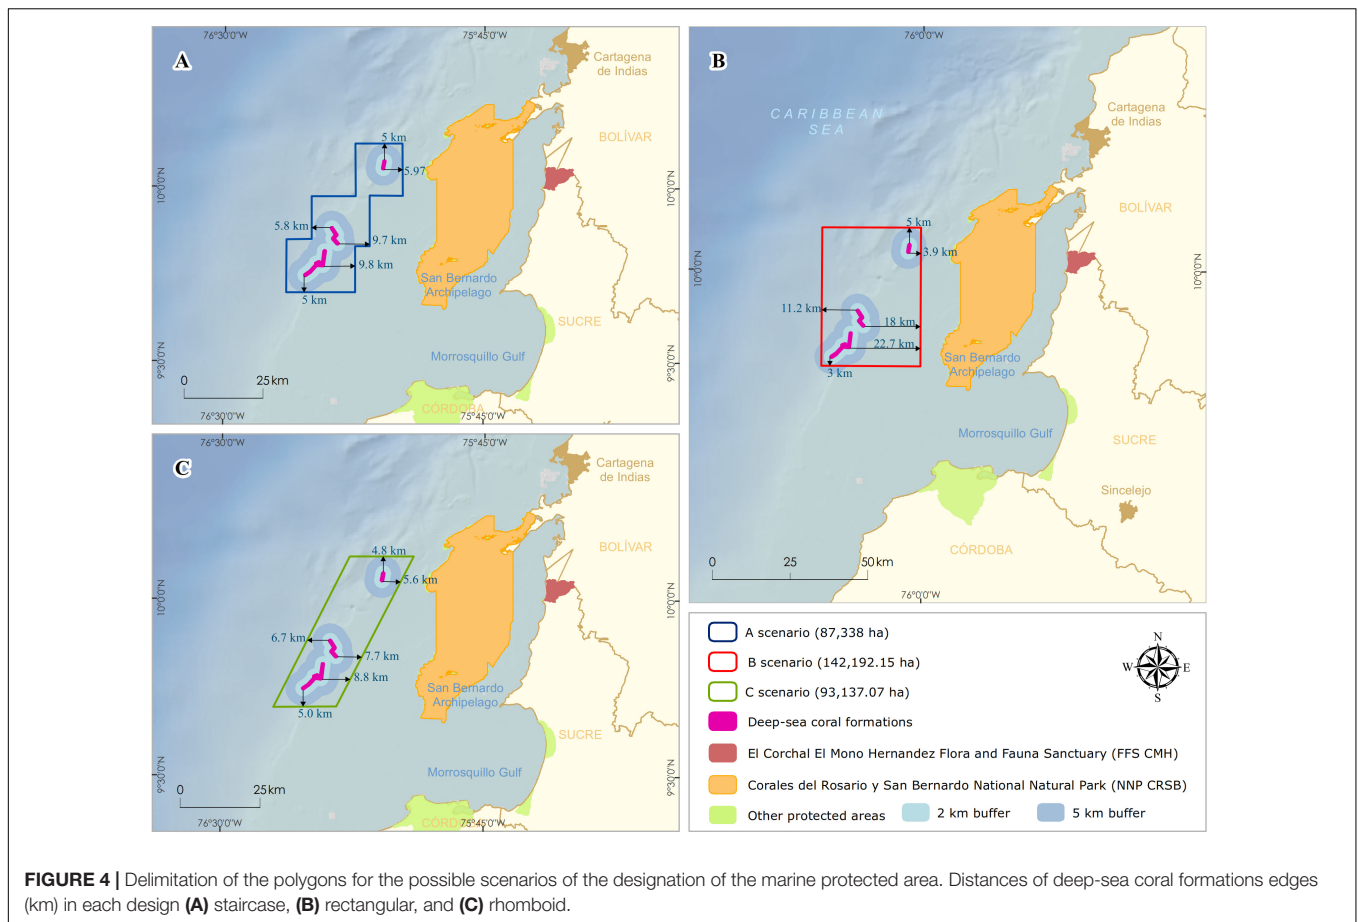 76°30'0"W
75°45'0"W
A
Cartagena
de Indias
BOLÍVAR
5 km
5.97
10°0'0"N
10°0'0"N
5.8 km
9.7 km
9.8 km
5 km
San Bernardo
Archipelago
SUCRE
Morrosquillo Gulf
9°30'0"N
9°30'0"N
0
25 km
CÓRDOBA
76°30'0"W
75°45'0"W
76°0'0"W
B
CARIBBEAN
SEA
Cartagena
de Indias
BOLÍVAR
5 km
3.9 km
10°0'0"N
10°0'0"N
11.2 km
18 km
22.7 km
3 km
San Bernardo
Archipelago
Morrosquillo Gulf
SUCRE
Sincelejo
CÓRDOBA
0
25
50 km
76°0'0"W
76°30'0"W
75°45'0"W
C
Cartagena
de Indias
BOLÍVAR
4.8 km
5.6 km
10°0'0"N
10°0'0"N
6.7 km
7.7 km
8.8 km
5.0 km
San Bernardo
Archipelago
SUCRE
Morrosquillo Gulf
9°30'0"N
9°30'0"N
0
25 km
76°30'0"W
75°45'0"W
A scenario (87,338 ha)
B scenario (142,192.15 ha)
C scenario (93,137.07 ha)
Deep-sea coral formations
El Corchal El Mono Hernandez Flora and Fauna Sanctuary (FFS CMH)
Corales del Rosario y San Bernardo National Natural Park (NNP CRSB)
Other protected areas
2 km buffer
5 km buffer
N
W
E
S
FIGURE 4 | Delimitation of the polygons for the possible scenarios of the designation of the marine protected area. Distances of deep-sea coral formations edges
(km) in each design (A) staircase, (B) rectangular, and (C) rhomboid.